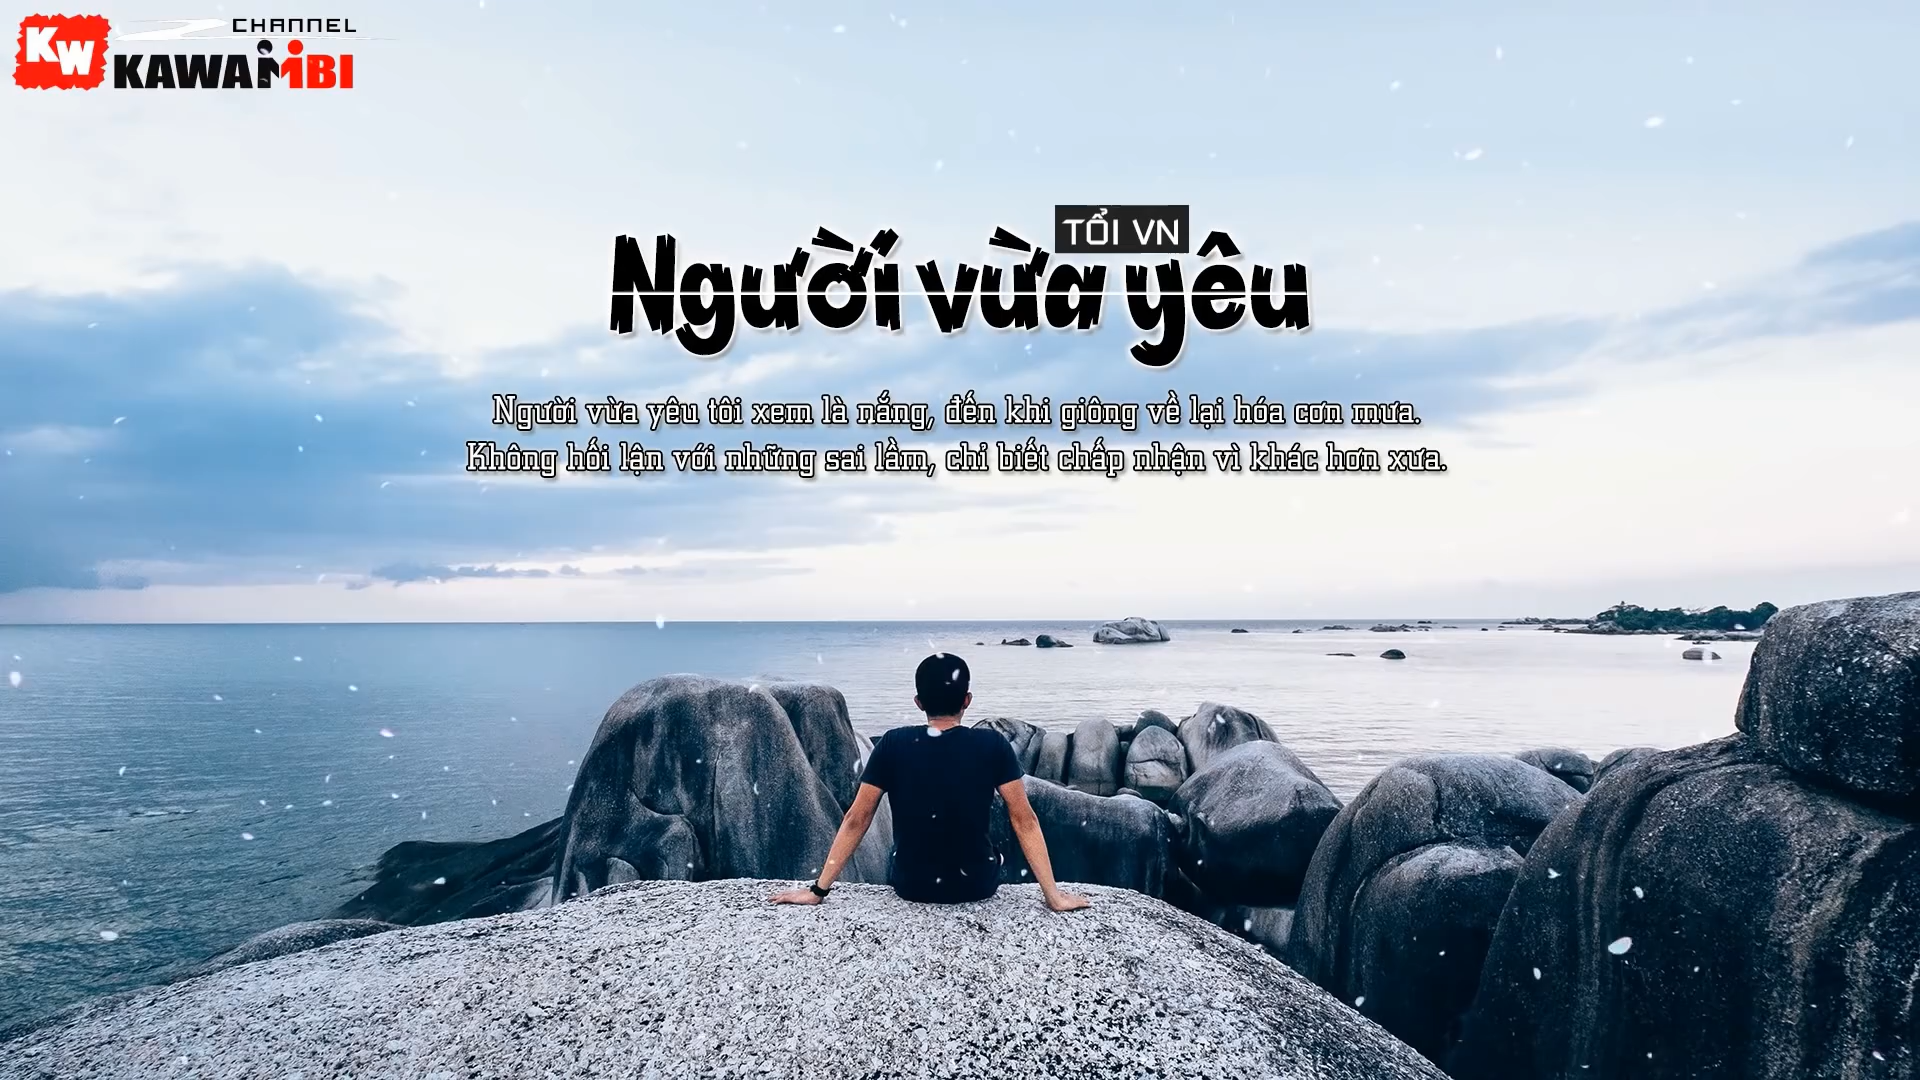 KW
CHANNEL
KAWAMBI
TỔI VN
Người vừa yêu
Người vừa yêu tôi xem là nắng, đến khi giông về lại hóa cơn mưa.
Không hối lận với những sai lầm, chỉ biết chấp nhận vì khác hơn xưa.